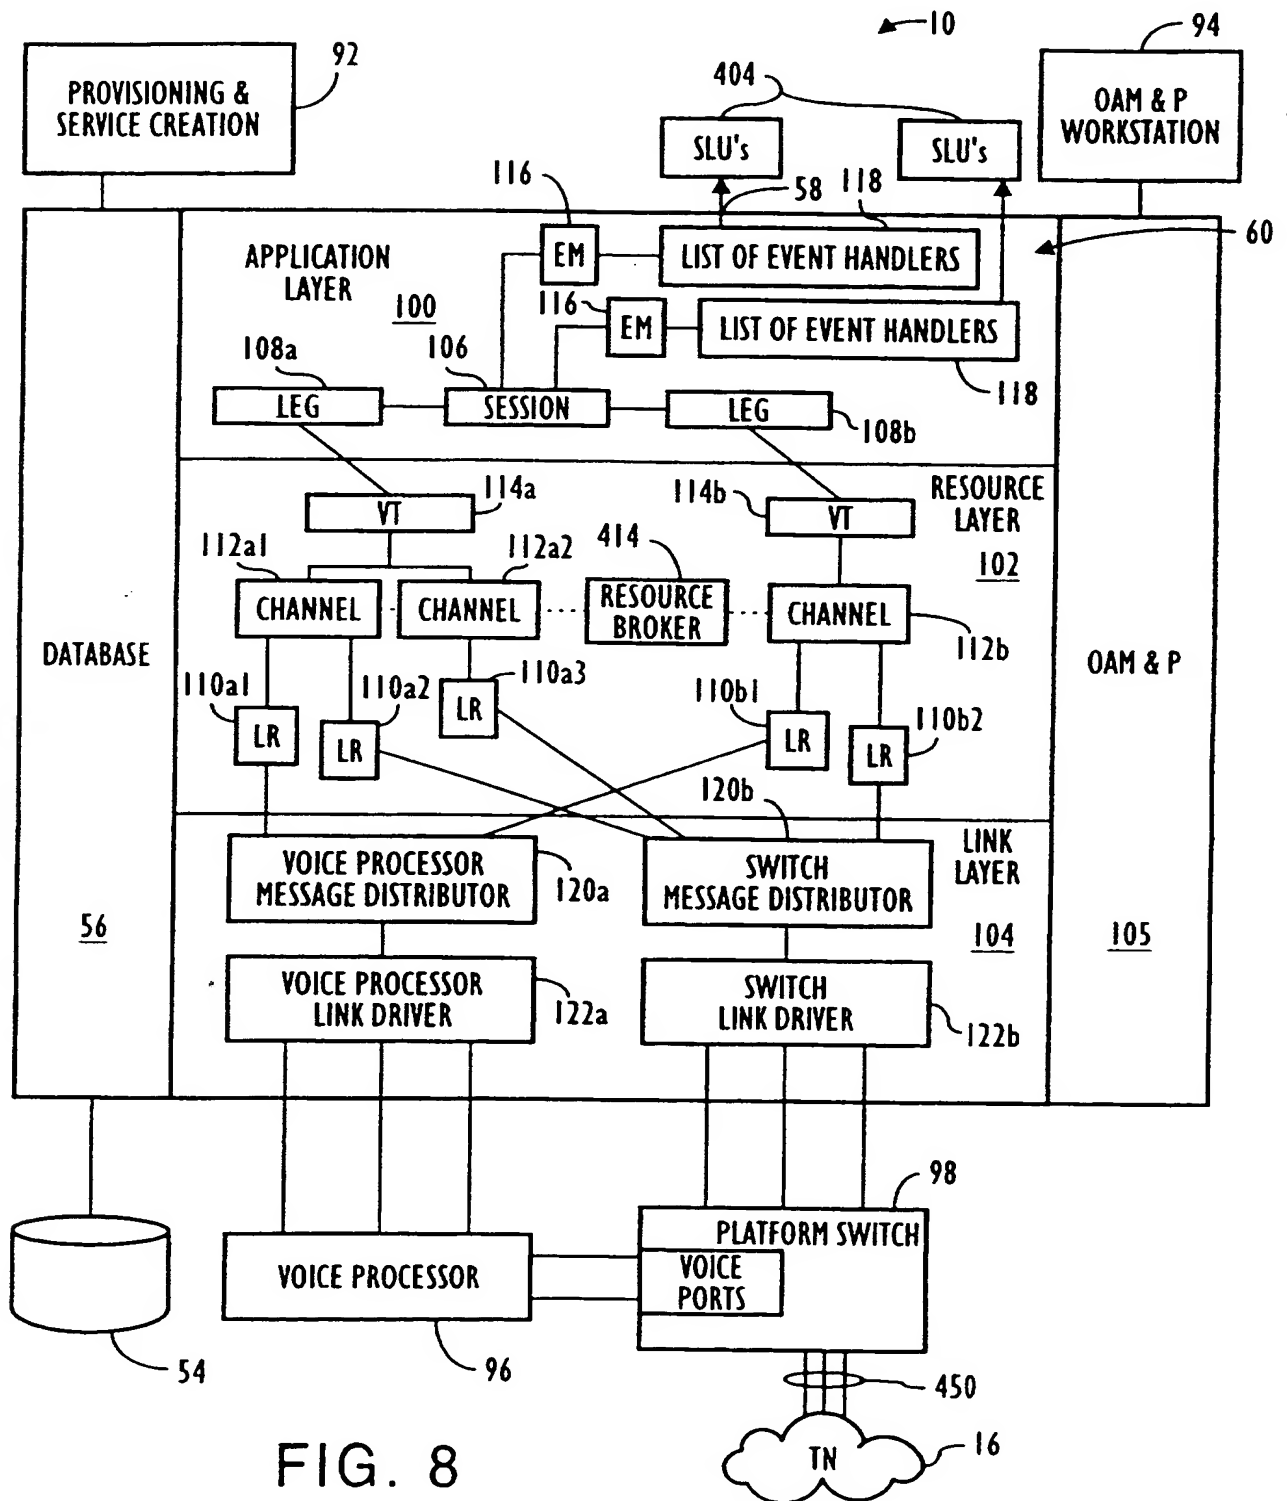 10
92
94
404
PROVISIONING &
SERVICE CREATION
OAM & P
WORKSTATION
SLU's
SLU's
116
58
118
60
APPLICATION
LAYER
100
EM
LIST OF EVENT HANDLERS
116
EM
LIST OF EVENT HANDLERS
118
108a
106
LEG
SESSION
LEG
108b
114a
114b
RESOURCE
LAYER
102
VT
VT
112a1
112a2
414
CHANNEL
CHANNEL
RESOURCE
BROKER
CHANNEL
112b
DATABASE
OAM & P
110a1
110a2
110a3
110b1
110b2
LR
LR
LR
LR
LR
120b
LINK
LAYER
VOICE PROCESSOR
MESSAGE DISTRIBUTOR
120a
SWITCH
MESSAGE DISTRIBUTOR
56
104
105
VOICE PROCESSOR
LINK DRIVER
122a
SWITCH
LINK DRIVER
122b
98
PLATFORM SWITCH
VOICE
PORTS
VOICE PROCESSOR
54
96
450
TN
16
FIG. 8